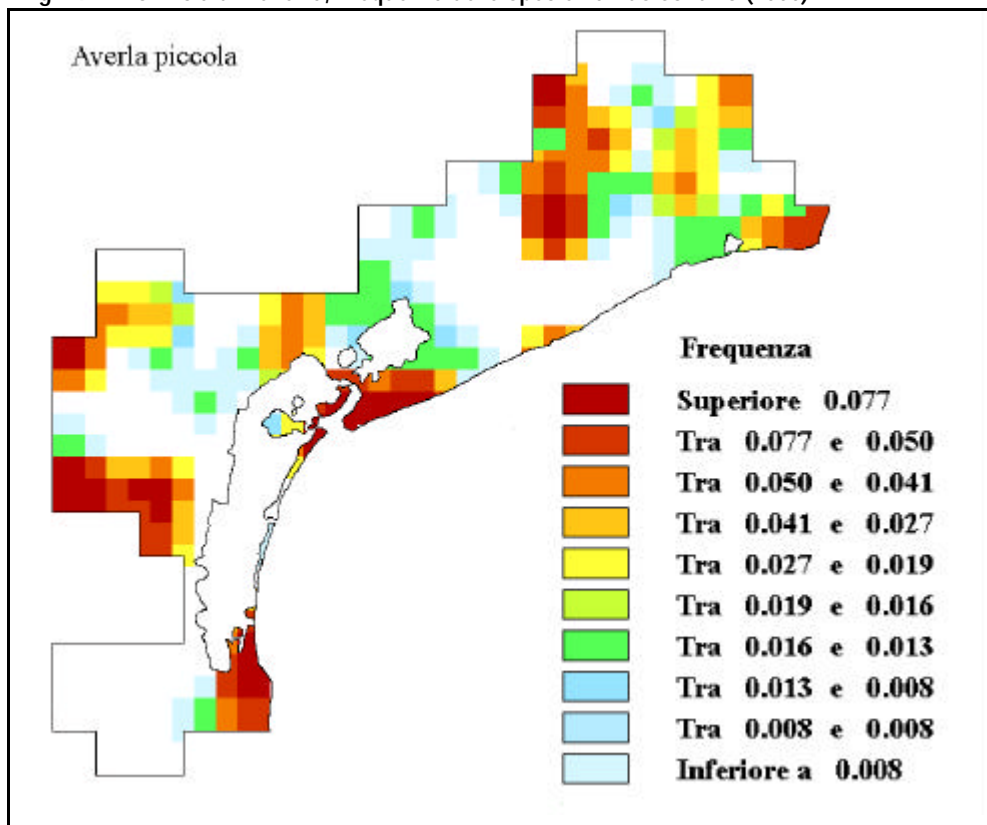 Averla piccola
Frequenza
Superiore 0.077
Tra 0.077 e 0.050
Tra 0.050 e 0.041
Tra 0.041 e 0.027
Tra 0.027 e 0.019
Tra 0.019 e 0.016
Tra 0.016 e 0.013
Tra 0.013 e 0.008
Tra 0.008 e 0.008
Inferiore a 0.008